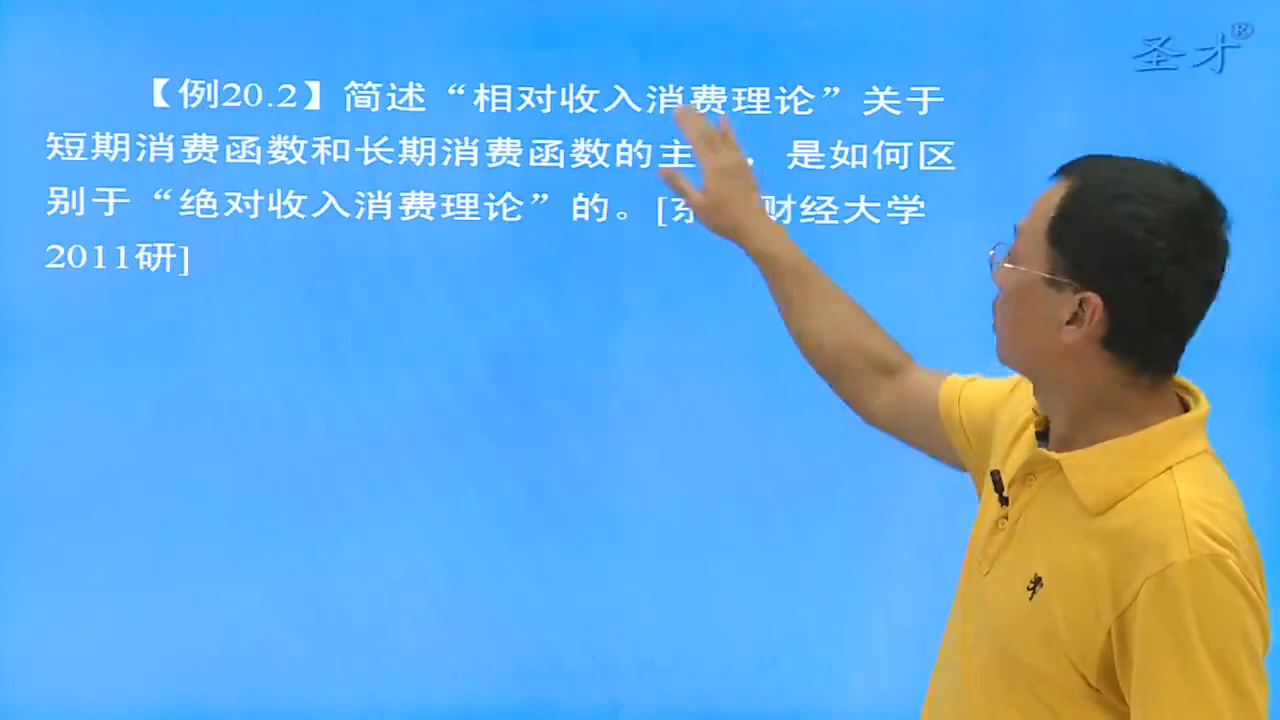 圣才®
【例20.2】简述“相对收入消费理论”关于
短期消费函数和长期消费函数的主，是如何区
别于“绝对收入消费理论”的。[财经大学
2011研]